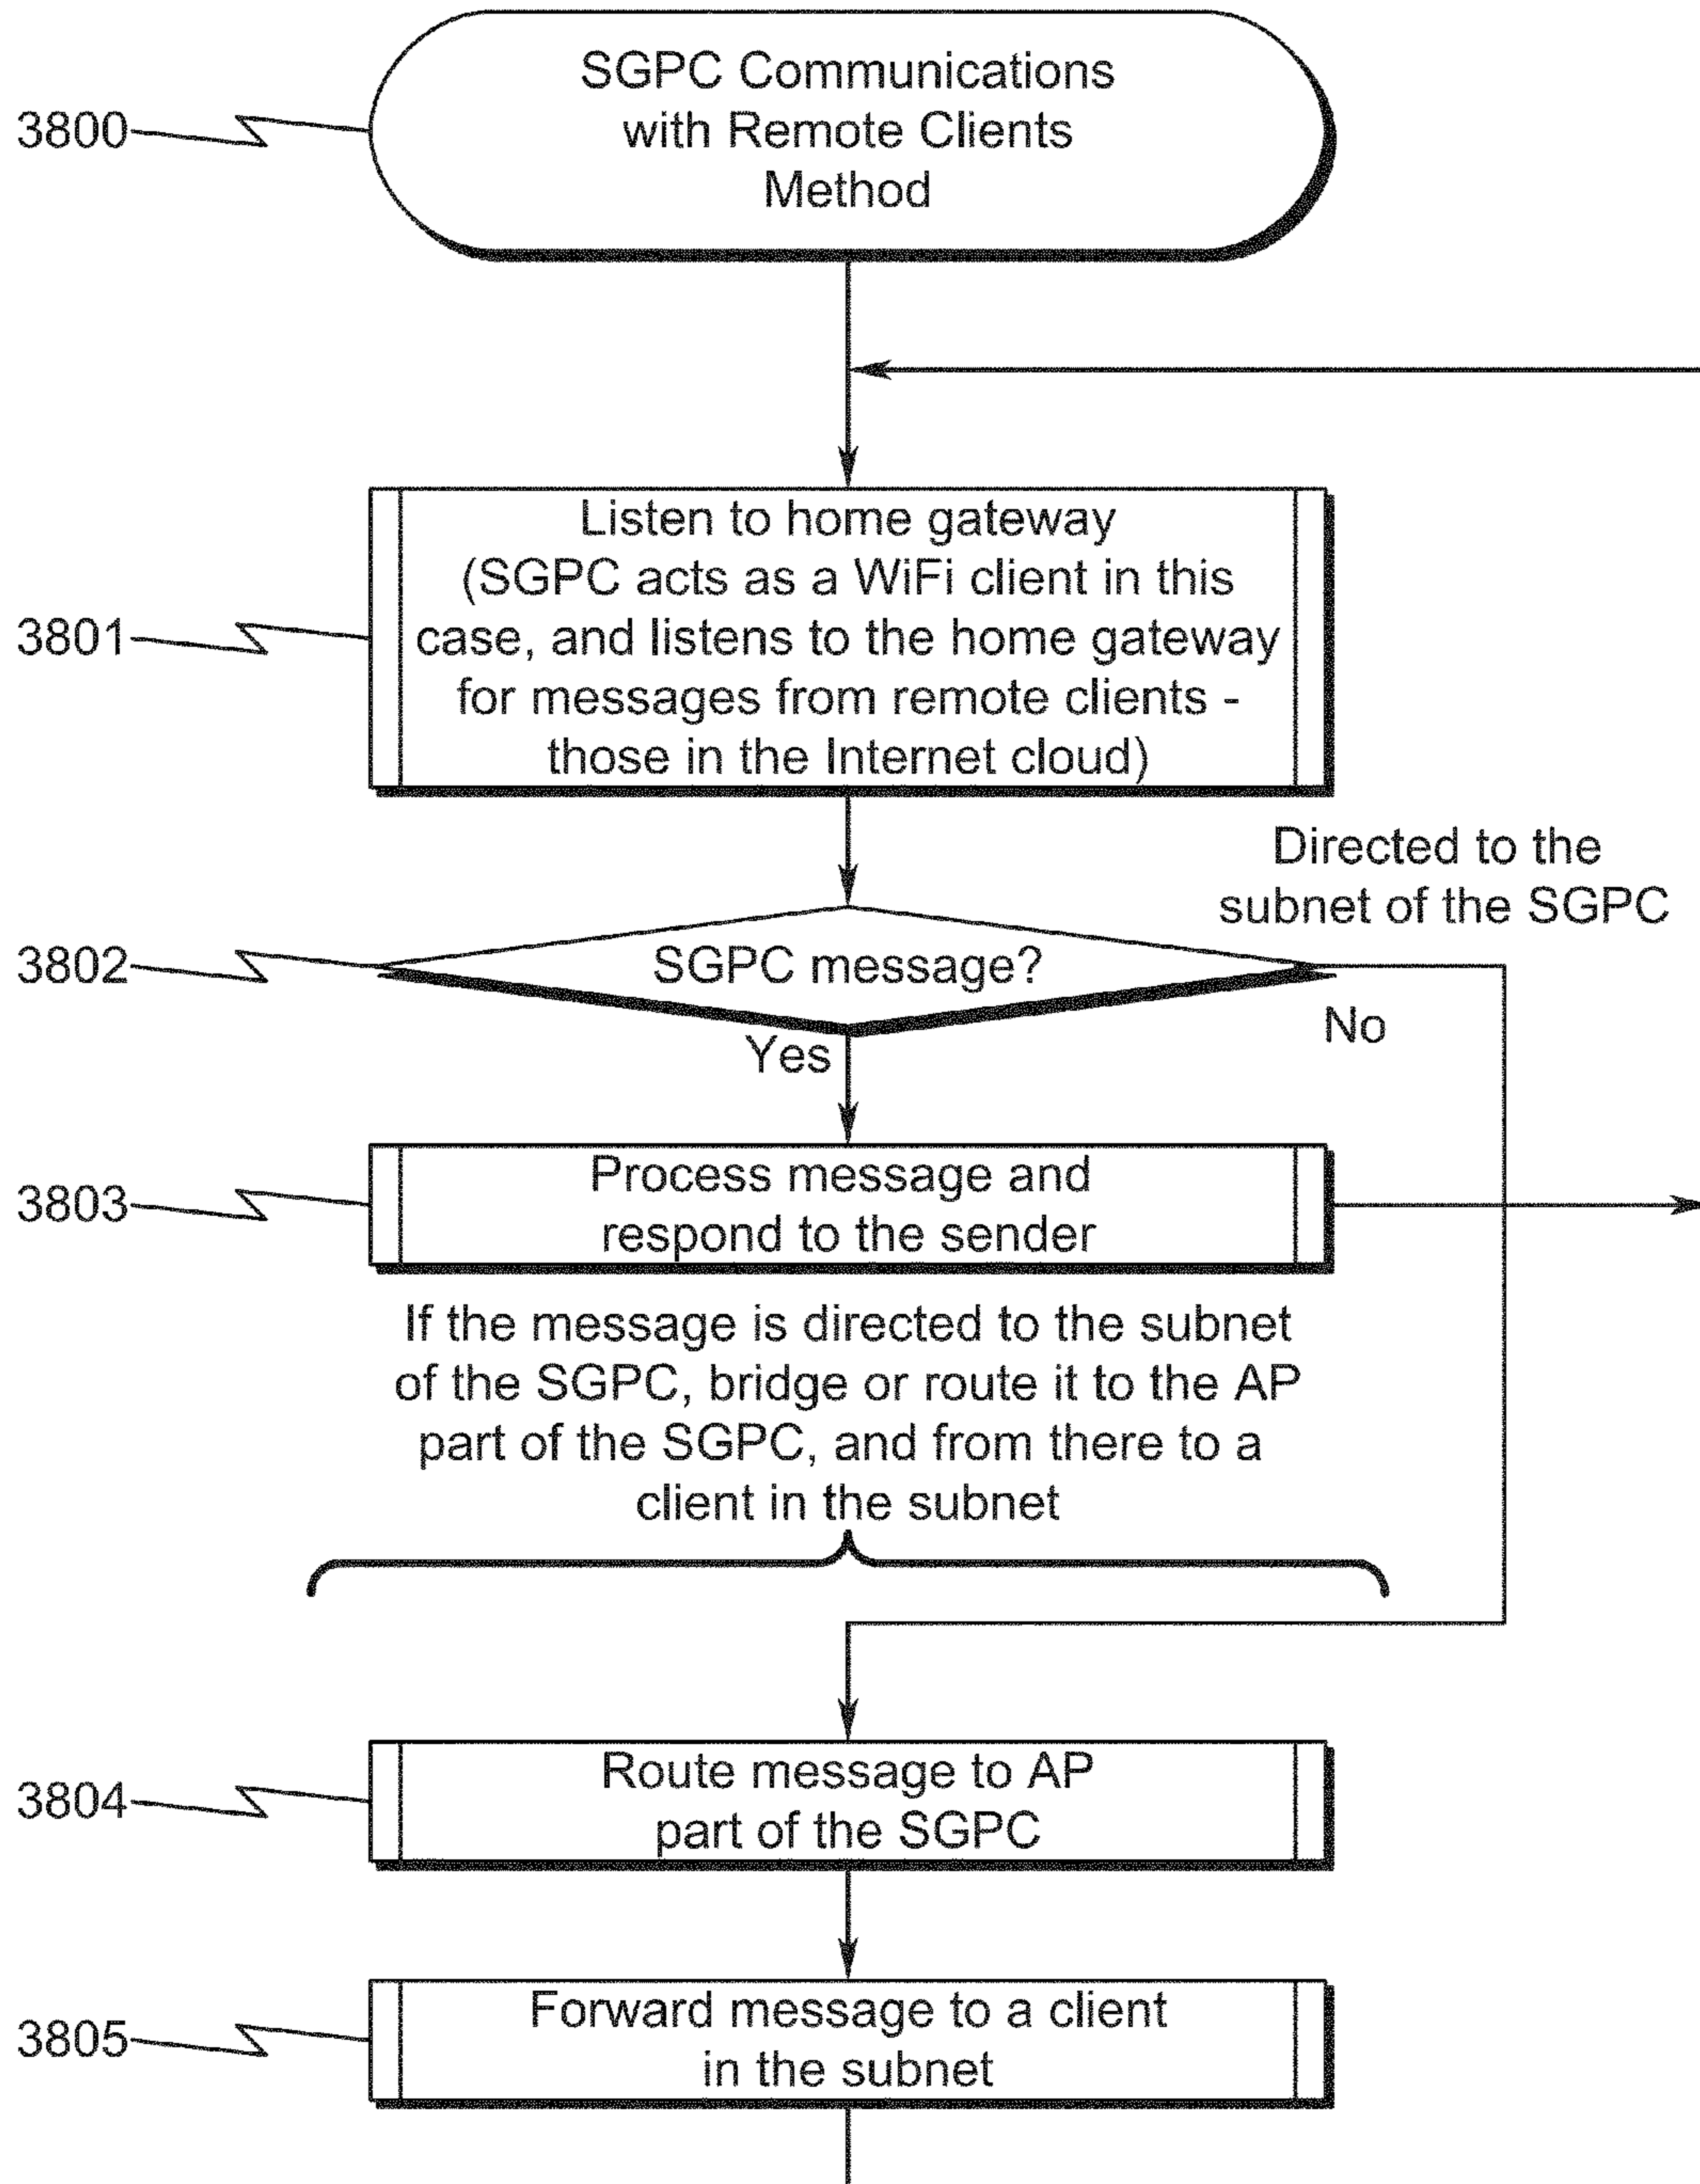 3800
SGPC Communications
with Remote Clients
Method
3801
Listen to home gateway
(SGPC acts as a WiFi client in this
case, and listens to the home gateway
for messages from remote clients -
those in the Internet cloud)
Directed to the
subnet of the SGPC
3802
SGPC message?
No
Yes
3803
Process message and
respond to the sender
If the message is directed to the subnet
of the SGPC, bridge or route it to the AP
part of the SGPC, and from there to a
client in the subnet
3804
Route message to AP
part of the SGPC
3805
Forward message to a client
in the subnet